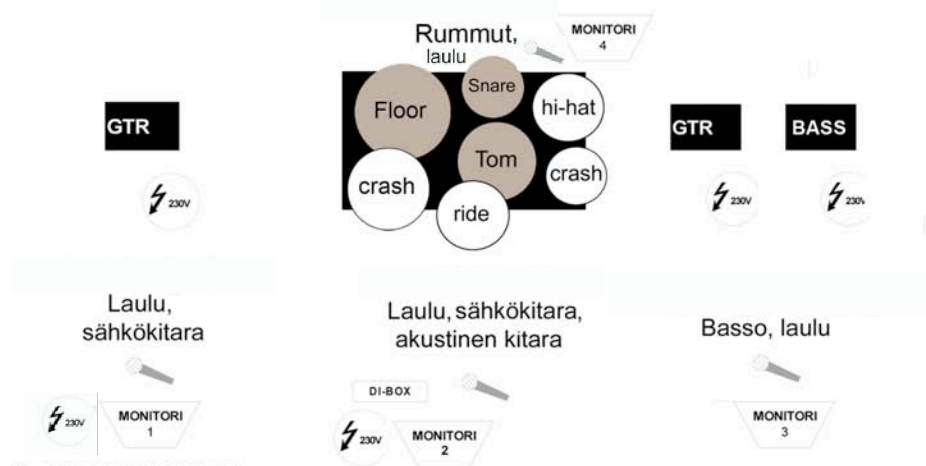 Rummut,
laulu
MONITORI
4
GTR
Floor
Snare
hi-hat
Tom
crash
crash
ride
GTR
BASS
230V
230V
230V
Laulu,
sähkökitara
Laulu, sähkökitara,
akustinen kitara
Basso, laulu
DI-BOX
230V
MONITORI
1
230V
MONITORI
2
MONITORI
3